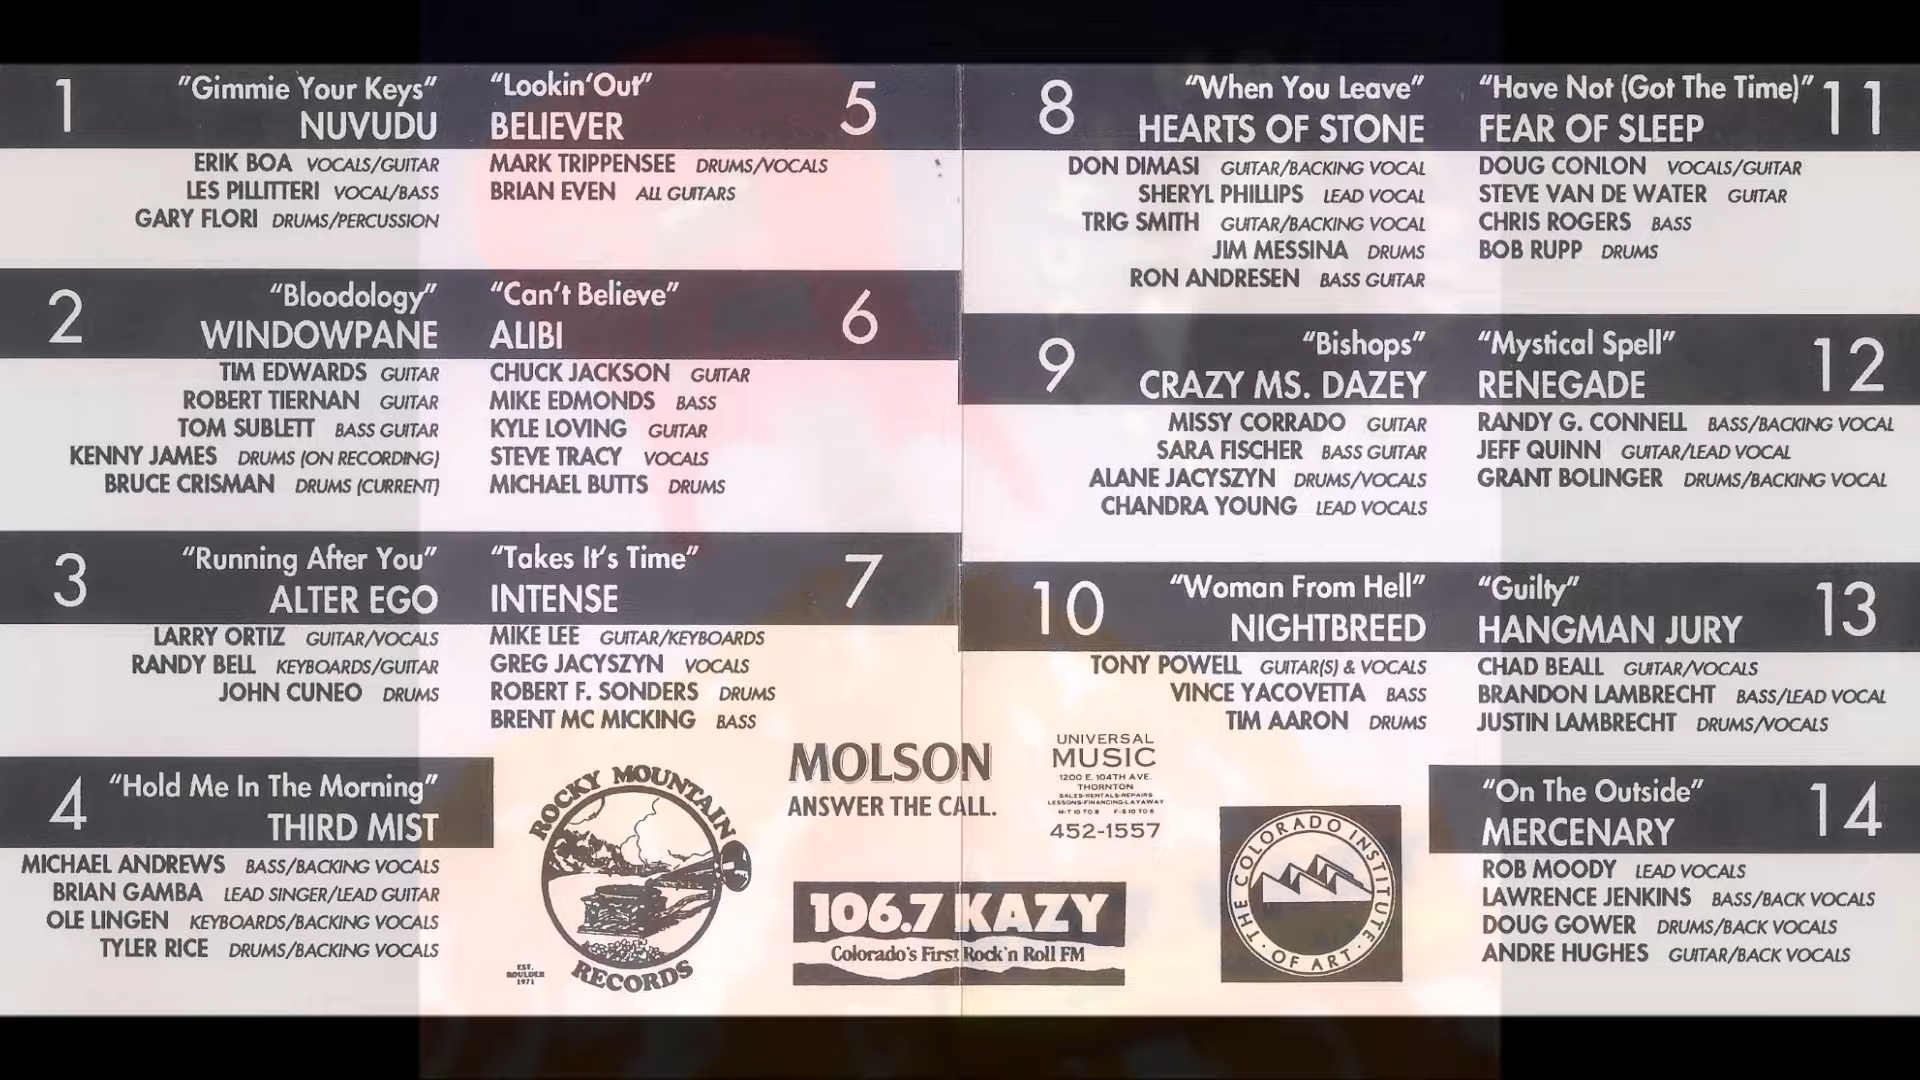 1
"Gimmie Your Keys"
NUVUDU
ERIK BOA VOCALS/GUITAR
LES PILLITTERI VOCAL/BASS
GARY FLORI DRUMS/PERCUSSION
2
"Bloodology"
WINDOWPANE
TIM EDWARDS GUITAR
ROBERT TIERNAN GUITAR
TOM SUBLETT BASS GUITAR
KENNY JAMES DRUMS (ON RECORDING)
BRUCE CRISMAN DRUMS (CURRENT)
3
"Running After You"
ALTER EGO
LARRY ORTIZ GUITAR/VOCALS
RANDY BELL KEYBOARDS/GUITAR
JOHN CUNEO DRUMS
4
"Hold Me In The Morning"
THIRD MIST
MICHAEL ANDREWS BASS/BACKING VOCALS
BRIAN GAMBA LEAD SINGER/LEAD GUITAR
OLE LINGEN KEYBOARDS/BACKING VOCALS
TYLER RICE DRUMS/BACKING VOCALS
"Lookin'Out"
BELIEVER
5
MARK TRIPPENSEE DRUMS/VOCALS
BRIAN EVEN ALL GUITARS
"Can't Believe"
ALIBI
6
CHUCK JACKSON GUITAR
MIKE EDMONDS BASS
KYLE LOVING GUITAR
STEVE TRACY VOCALS
MICHAEL BUTTS DRUMS
"Takes It's Time"
INTENSE
7
MIKE LEE GUITAR/KEYBOARDS
GREG JACYSZYN VOCALS
ROBERT F. SONDERS DRUMS
BRENT MC MICKING BASS
ROCKY MOUNTAIN
RECORDS
EST.
BOULDER
1971
MOLSON
ANSWER THE CALL.
106.7 KAZY
Colorado's First Rock'n Roll FM
UNIVERSAL
MUSIC
1200 E. 104TH AVE.
THORNTON
SALES-RENTALS-REPAIRS
LESSONS-FINANCING-LAYAWAY
M-T 10 TO 8 F-S 10 TO 6
452-1557
THE COLORADO INSTITUTE
OF ART
8
"When You Leave"
HEARTS OF STONE
DON DIMASI GUITAR/BACKING VOCAL
SHERYL PHILLIPS LEAD VOCAL
TRIG SMITH GUITAR/BACKING VOCAL
JIM MESSINA DRUMS
RON ANDRESEN BASS GUITAR
9
"Bishops"
CRAZY MS. DAZEY
MISSY CORRADO GUITAR
SARA FISCHER BASS GUITAR
ALANE JACYSZYN DRUMS/VOCALS
CHANDRA YOUNG LEAD VOCALS
10
"Woman From Hell"
NIGHTBREED
TONY POWELL GUITAR(S) & VOCALS
VINCE YACOVETTA BASS
TIM AARON DRUMS
"Have Not (Got The Time)"
FEAR OF SLEEP
11
DOUG CONLON VOCALS/GUITAR
STEVE VAN DE WATER GUITAR
CHRIS ROGERS BASS
BOB RUPP DRUMS
"Mystical Spell"
RENEGADE
12
RANDY G. CONNELL BASS/BACKING VOCAL
JEFF QUINN GUITAR/LEAD VOCAL
GRANT BOLINGER DRUMS/BACKING VOCAL
"Guilty"
HANGMAN JURY
13
CHAD BEALL GUITAR/VOCALS
BRANDON LAMBRECHT BASS/LEAD VOCAL
JUSTIN LAMBRECHT DRUMS/VOCALS
"On The Outside"
MERCENARY
14
ROB MOODY LEAD VOCALS
LAWRENCE JENKINS BASS/BACK VOCALS
DOUG GOWER DRUMS/BACK VOCALS
ANDRE HUGHES GUITAR/BACK VOCALS